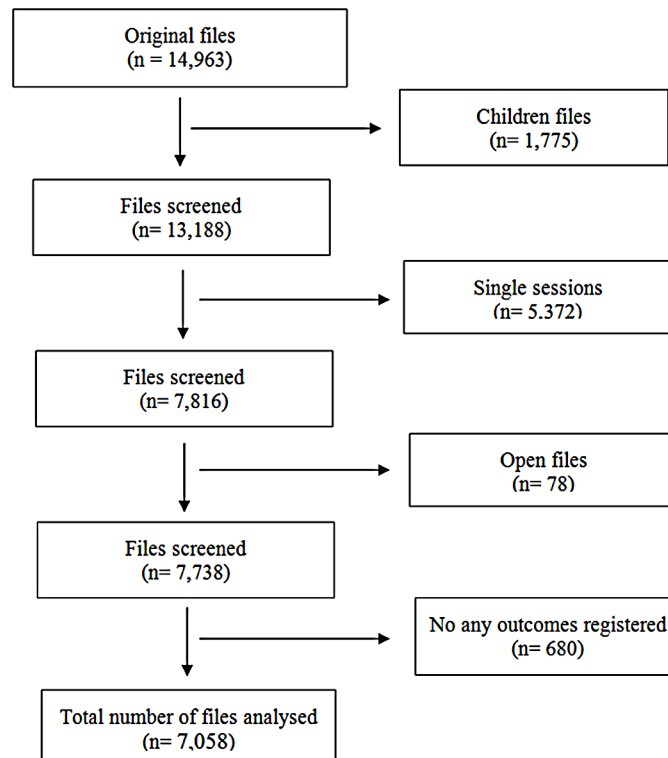 Original files
(n = 14,963)
Children files
(n= 1,775)
Files screened
(n= 13,188)
Single sessions
(n= 5.372)
Files screened
(n= 7,816)
Open files
(n= 78)
Files screened
(n= 7,738)
No any outcomes registered
(n= 680)
Total number of files analysed
(n= 7,058)